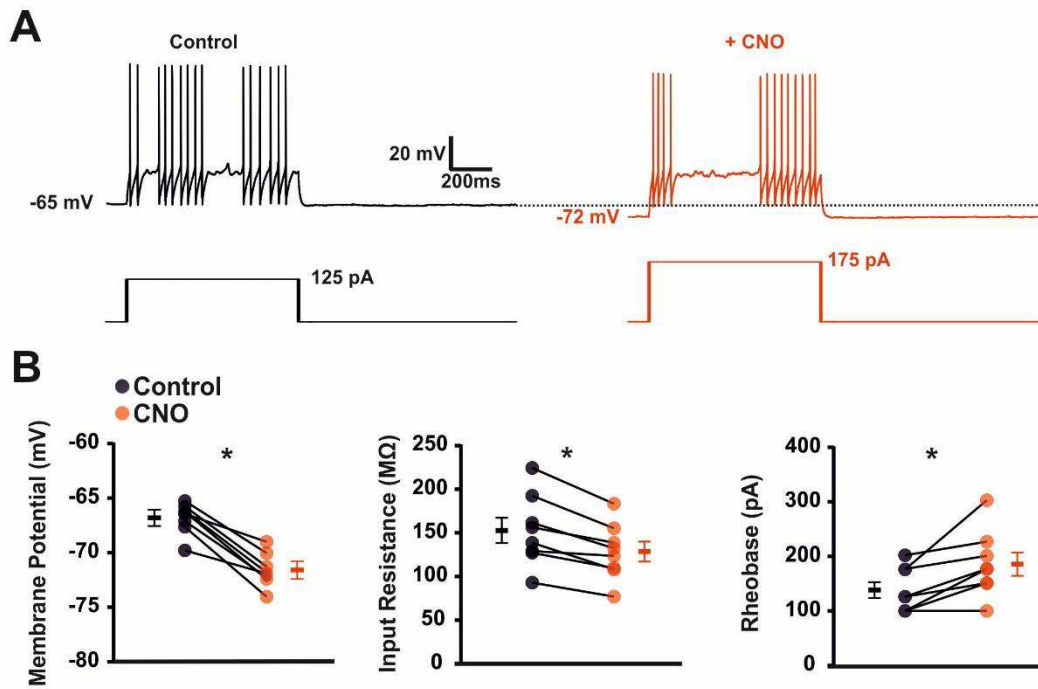 A
Control
+ CNO
20 mV
200ms
-65 mV
-72 mV
125 pA
175 pA
B
Control
CNO
Membrane Potential (mV)
-60
-65
-70
-75
-80
*
Input Resistance (MΩ)
250
200
150
100
50
0
*
Rheobase (pA)
400
300
200
100
0
*